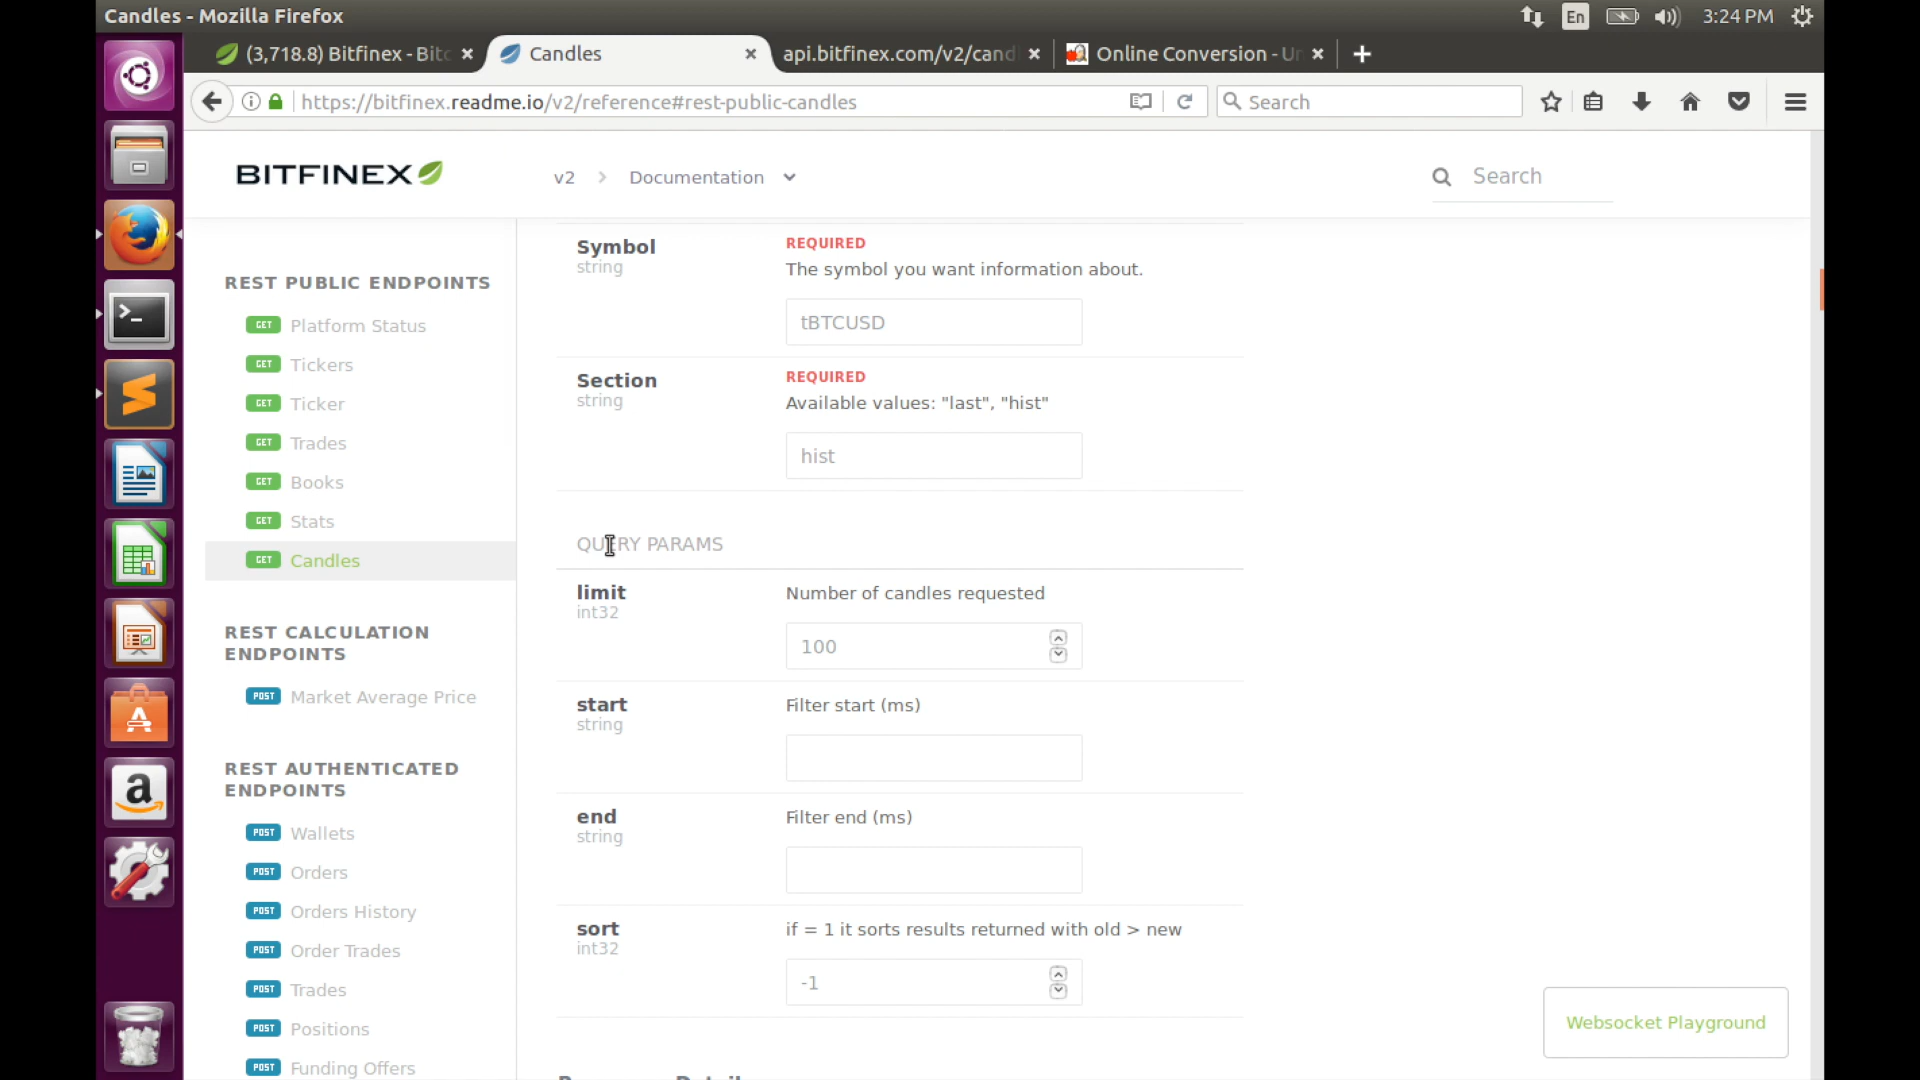 Candles - Mozilla Firefox
En
3:24 PM
(3,718.8) Bitfinex - Bitc
Candles
api.bitfinex.com/v2/cand
Online Conversion - Un
https://bitfinex.readme.io/v2/reference#rest-public-candles
Search
BITFINEX
v2 > Documentation
Search
Symbol
string
REQUIRED
The symbol you want information about.
tBTCUSD
Section
string
REQUIRED
Available values: "last", "hist"
hist
QUERY PARAMS
limit
int32
Number of candles requested
100
start
string
Filter start (ms)
end
string
Filter end (ms)
sort
int32
if = 1 it sorts results returned with old > new
-1
REST PUBLIC ENDPOINTS
GET Platform Status
GET Tickers
GET Ticker
GET Trades
GET Books
GET Stats
GET Candles
REST CALCULATION
ENDPOINTS
POST Market Average Price
REST AUTHENTICATED
ENDPOINTS
POST Wallets
POST Orders
POST Orders History
POST Order Trades
POST Trades
POST Positions
POST Funding Offers
Websocket Playground